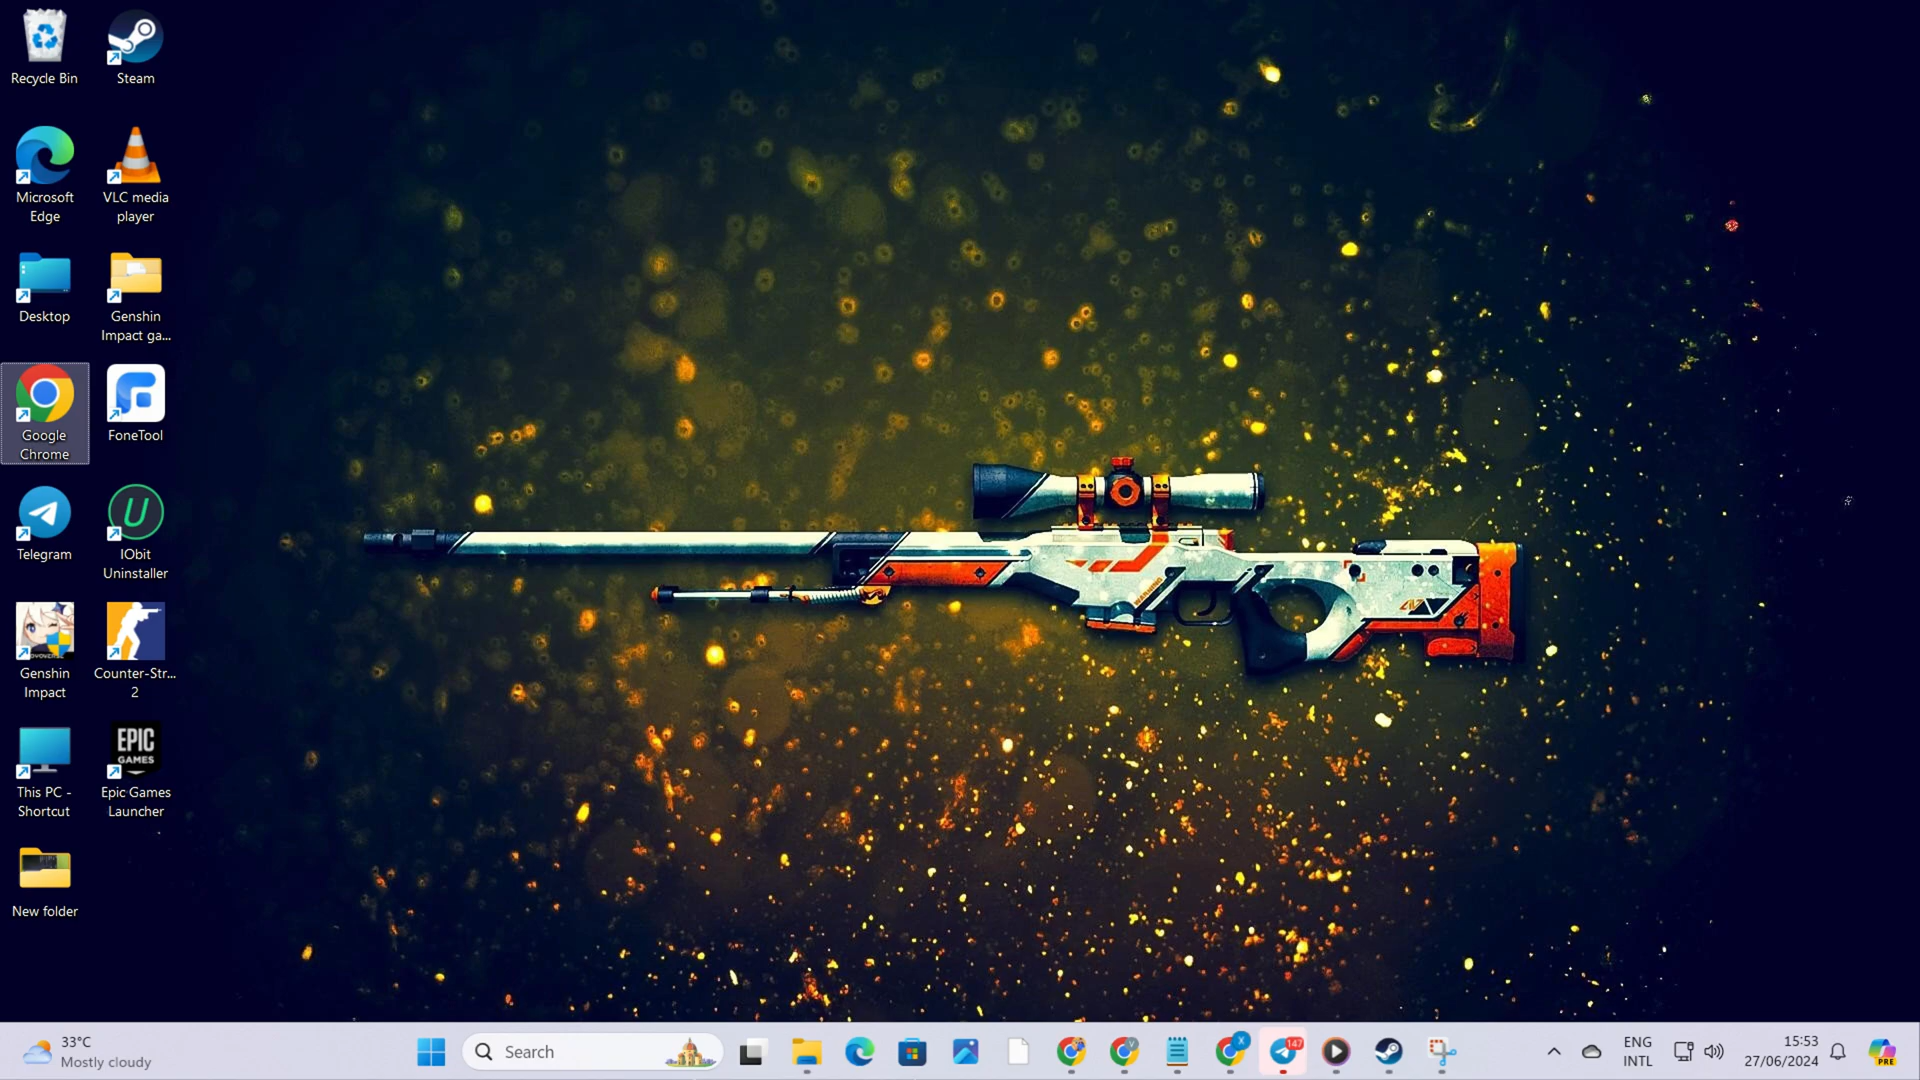 Recycle Bin
Steam
Microsoft
Edge
VLC media
player
Desktop
Genshin
Impact ga...
Google
Chrome
FoneTool
Telegram
IObit
Uninstaller
Genshin
Impact
Counter-Str...
2
This PC -
Shortcut
EPIC
GAMES
Epic Games
Launcher
New folder
33°C
Mostly cloudy
Search
147
ENG
INTL
15:53
27/06/2024
PRE